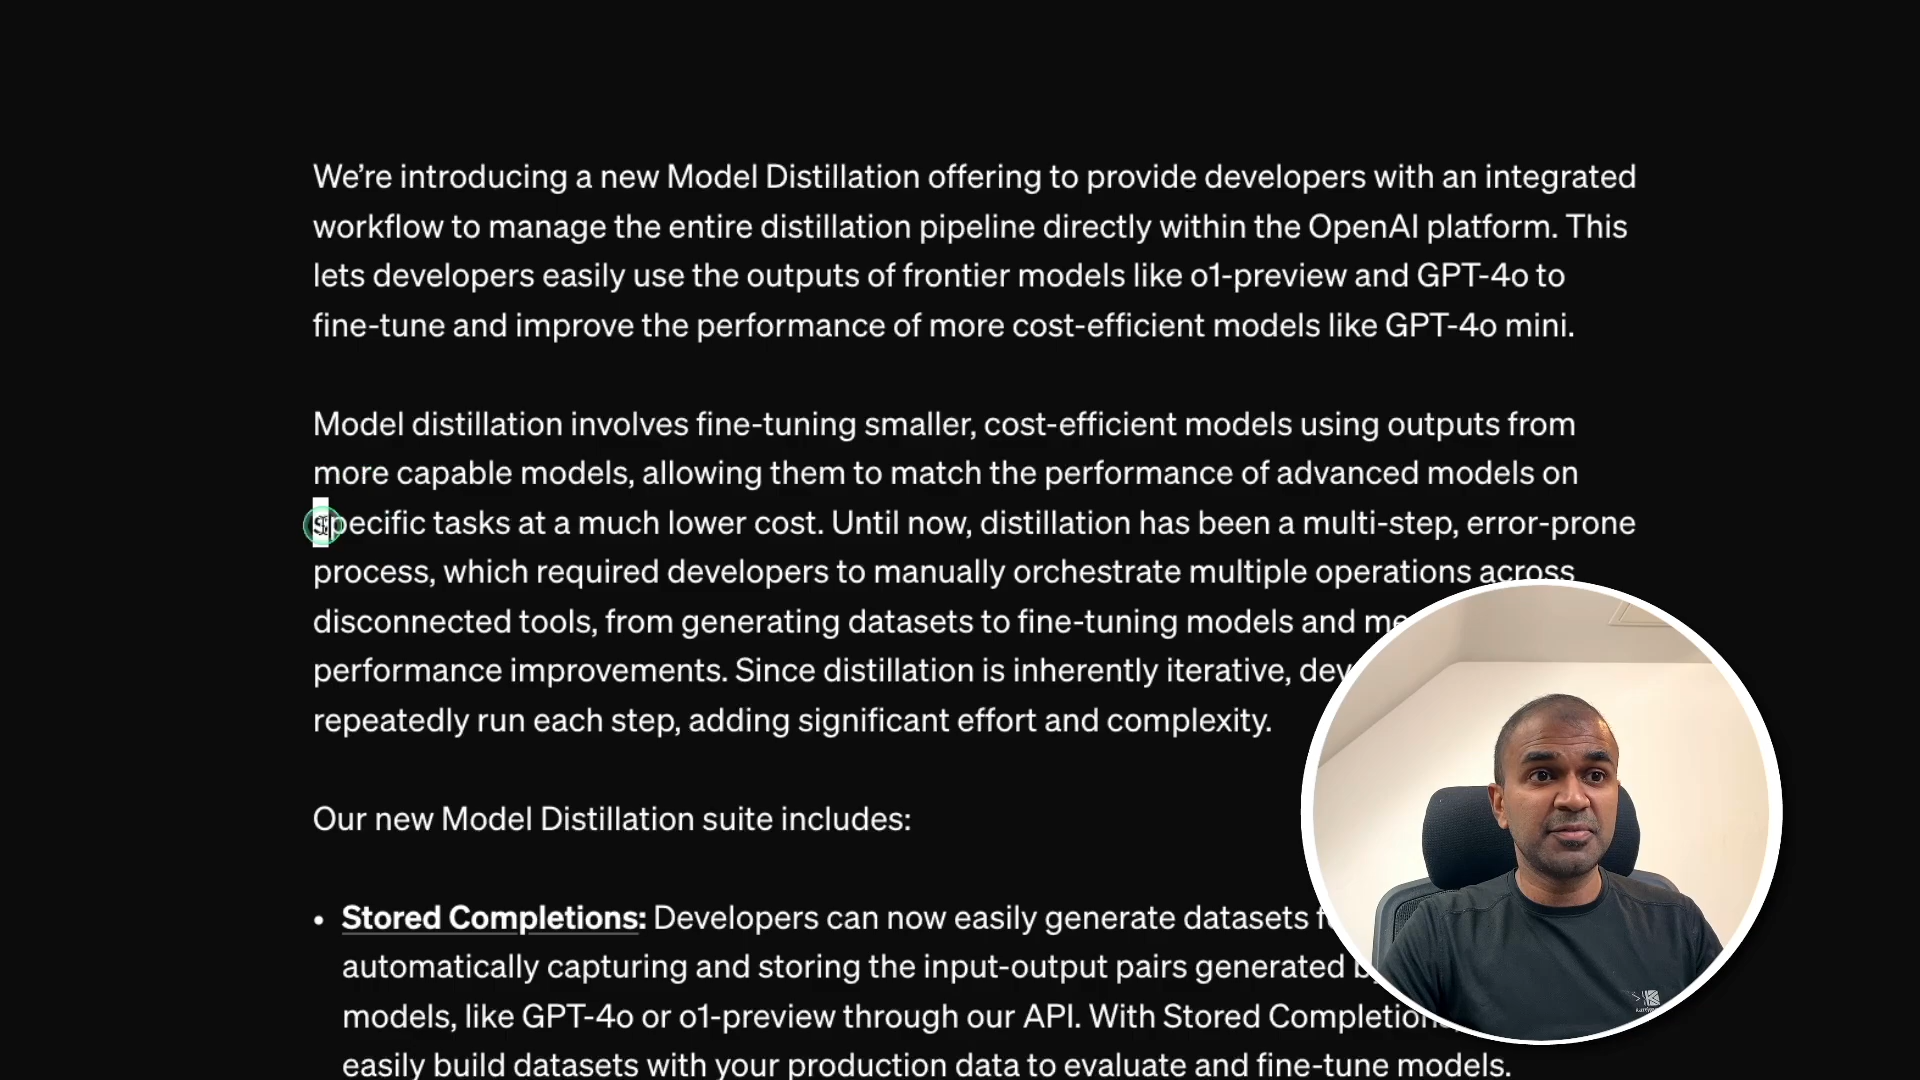 We’re introducing a new Model Distillation offering to provide developers with an integrated
workflow to manage the entire distillation pipeline directly within the OpenAI platform. This
lets developers easily use the outputs of frontier models like o1-preview and GPT-4o to
fine-tune and improve the performance of more cost-efficient models like GPT-4o mini.
Model distillation involves fine-tuning smaller, cost-efficient models using outputs from
more capable models, allowing them to match the performance of advanced models on
specific tasks at a much lower cost. Until now, distillation has been a multi-step, error-prone
process, which required developers to manually orchestrate multiple operations across
disconnected tools, from generating datasets to fine-tuning models and
performance improvements. Since distillation is inherently iterative,
repeatedly run each step, adding significant effort and complexity.
Our new Model Distillation suite includes:
• Stored Completions: Developers can now easily generate datasets
automatically capturing and storing the input-output pairs generated
models, like GPT-4o or o1-preview through our API. With Stored Completions,
easily build datasets with your production data to evaluate and fine-tune models.